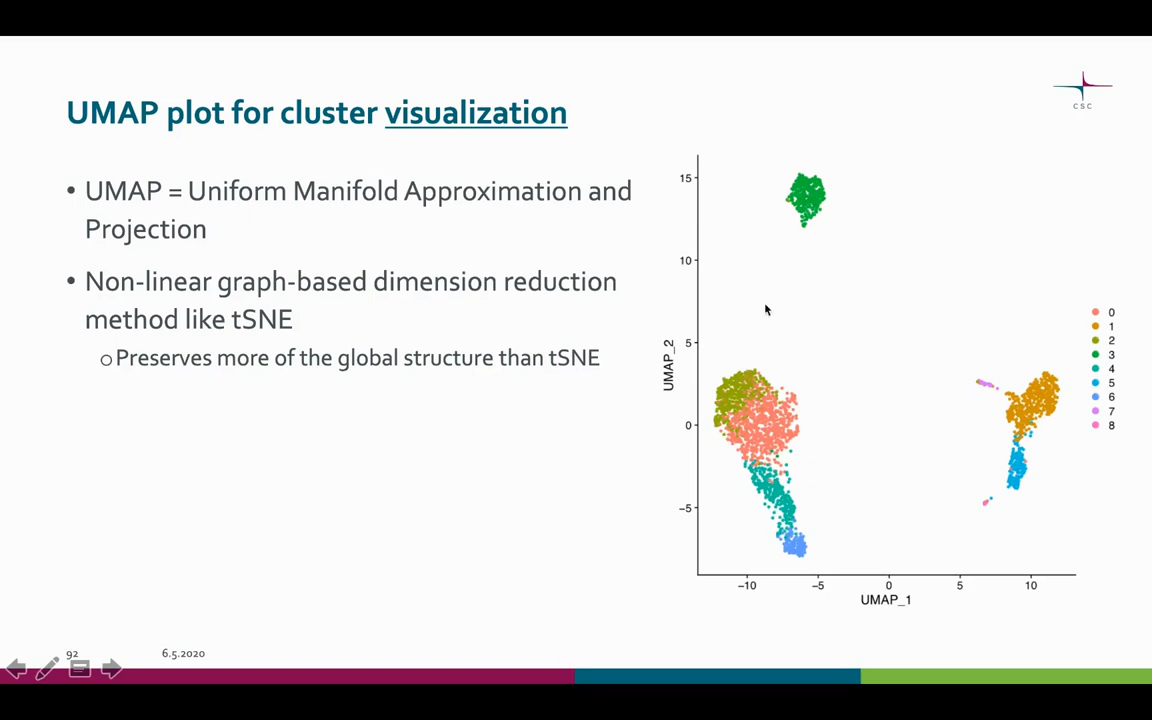 UMAP plot for cluster visualization
CSC
• UMAP = Uniform Manifold Approximation and
Projection
• Non-linear graph-based dimension reduction
method like tSNE
○ Preserves more of the global structure than tSNE
UMAP_2
15
10
5
0
−5
−10
−5
0
5
10
UMAP_1
0
1
2
3
4
5
6
7
8
92
6.5.2020